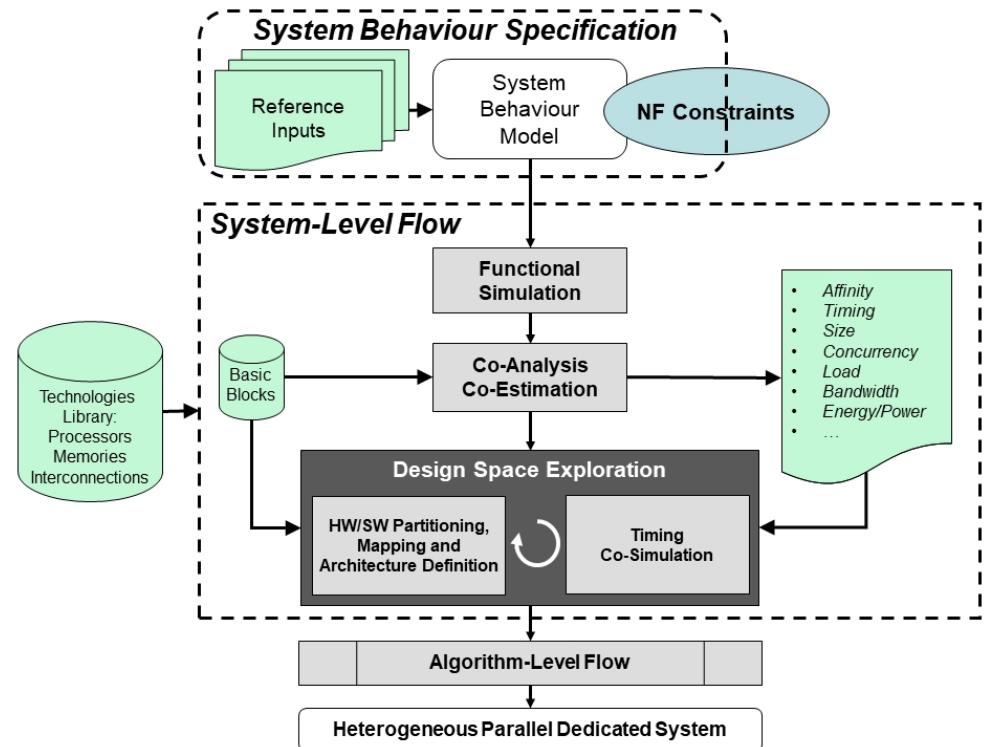 System Behaviour Specification
Reference
Inputs
System
Behaviour
Model
NF Constraints
System-Level Flow
Functional
Simulation
Technologies
Library:
Processors
Memories
Interconnections
Basic
Blocks
Co-Analysis
Co-Estimation
• Affinity
• Timing
• Size
• Concurrency
• Load
• Bandwidth
• Energy/Power
• …
Design Space Exploration
HW/SW Partitioning,
Mapping and
Architecture Definition
Timing
Co-Simulation
Algorithm-Level Flow
Heterogeneous Parallel Dedicated System